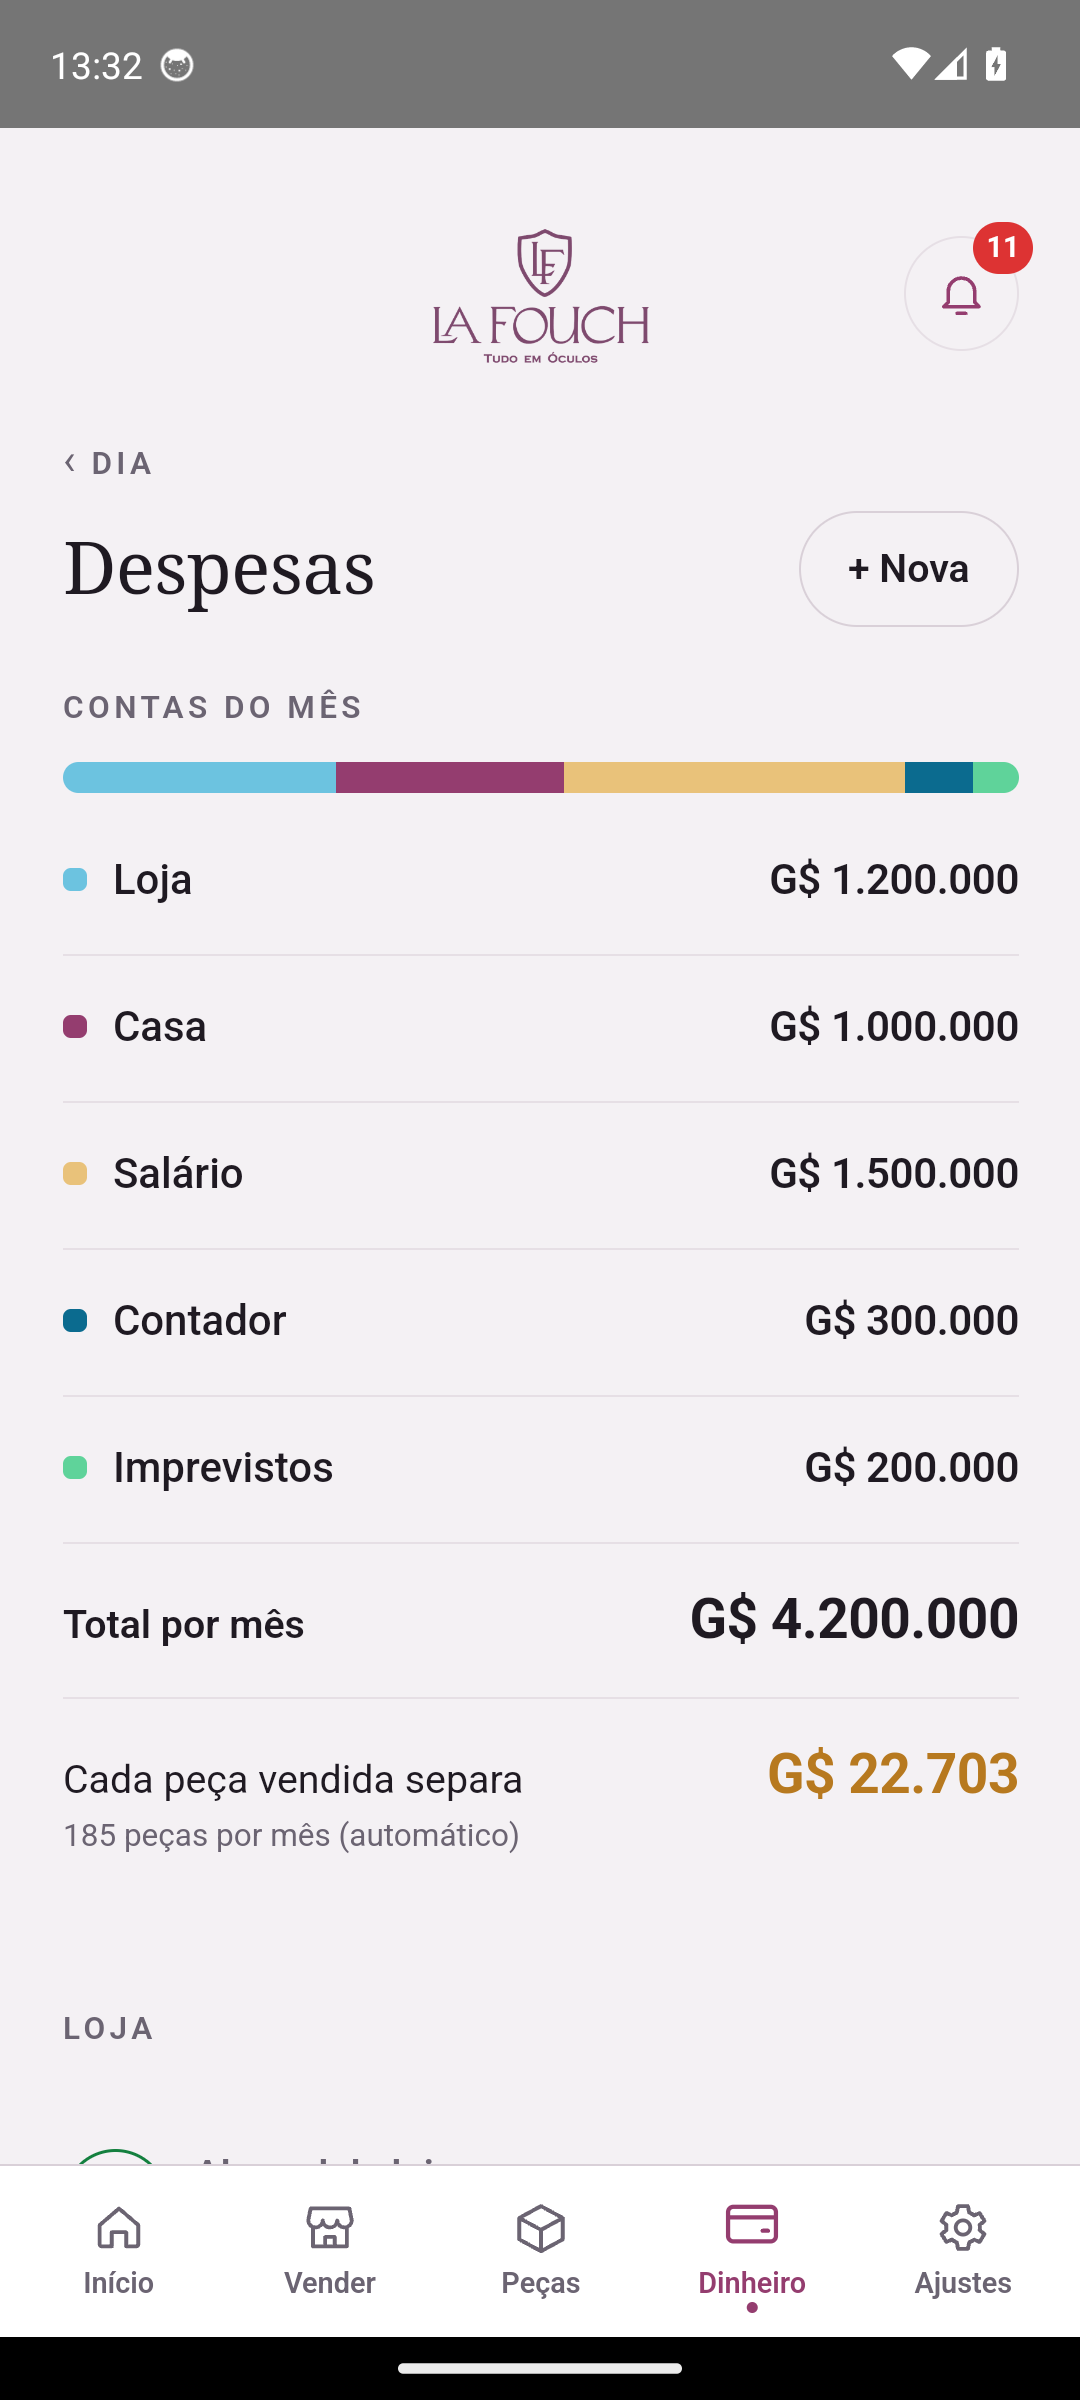 13:32
11
LF
LA FOUCH
TUDO EM ÓCULOS
‹ DIA
Despesas
+ Nova
CONTAS DO MÊS
Loja G$ 1.200.000
Casa G$ 1.000.000
Salário G$ 1.500.000
Contador G$ 300.000
Imprevistos G$ 200.000
Total por mês G$ 4.200.000
Cada peça vendida separa G$ 22.703
185 peças por mês (automático)
LOJA
Início Vender Peças Dinheiro Ajustes